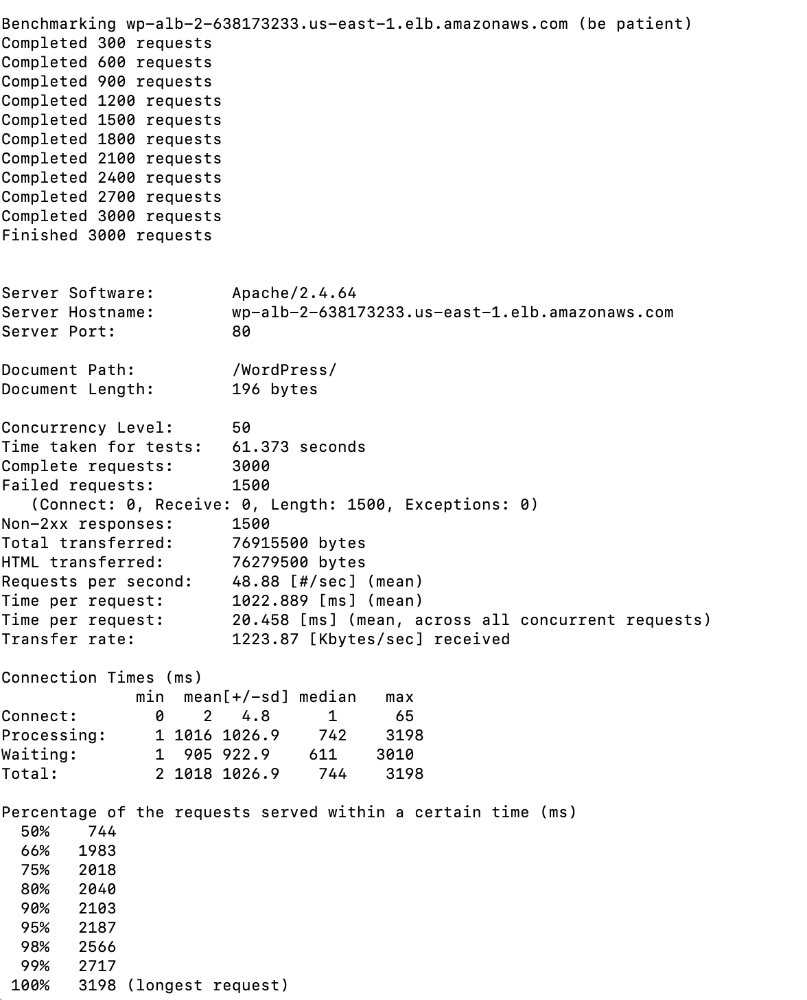 Benchmarking wp-alb-2-638173233.us-east-1.elb.amazonaws.com (be patient)
Completed 300 requests
Completed 600 requests
Completed 900 requests
Completed 1200 requests
Completed 1500 requests
Completed 1800 requests
Completed 2100 requests
Completed 2400 requests
Completed 2700 requests
Completed 3000 requests
Finished 3000 requests


Server Software:        Apache/2.4.64
Server Hostname:        wp-alb-2-638173233.us-east-1.elb.amazonaws.com
Server Port:            80

Document Path:          /WordPress/
Document Length:        196 bytes

Concurrency Level:      50
Time taken for tests:   61.373 seconds
Complete requests:      3000
Failed requests:        1500
   (Connect: 0, Receive: 0, Length: 1500, Exceptions: 0)
Non-2xx responses:      1500
Total transferred:      76915500 bytes
HTML transferred:       76279500 bytes
Requests per second:    48.88 [#/sec] (mean)
Time per request:       1022.889 [ms] (mean)
Time per request:       20.458 [ms] (mean, across all concurrent requests)
Transfer rate:          1223.87 [Kbytes/sec] received

Connection Times (ms)
              min  mean[+/-sd] median   max
Connect:        0    2   4.8      1      65
Processing:     1 1016 1026.9    742    3198
Waiting:        1  905 922.9    611    3010
Total:          2 1018 1026.9    744    3198

Percentage of the requests served within a certain time (ms)
  50%    744
  66%   1983
  75%   2018
  80%   2040
  90%   2103
  95%   2187
  98%   2566
  99%   2717
 100%   3198 (longest request)